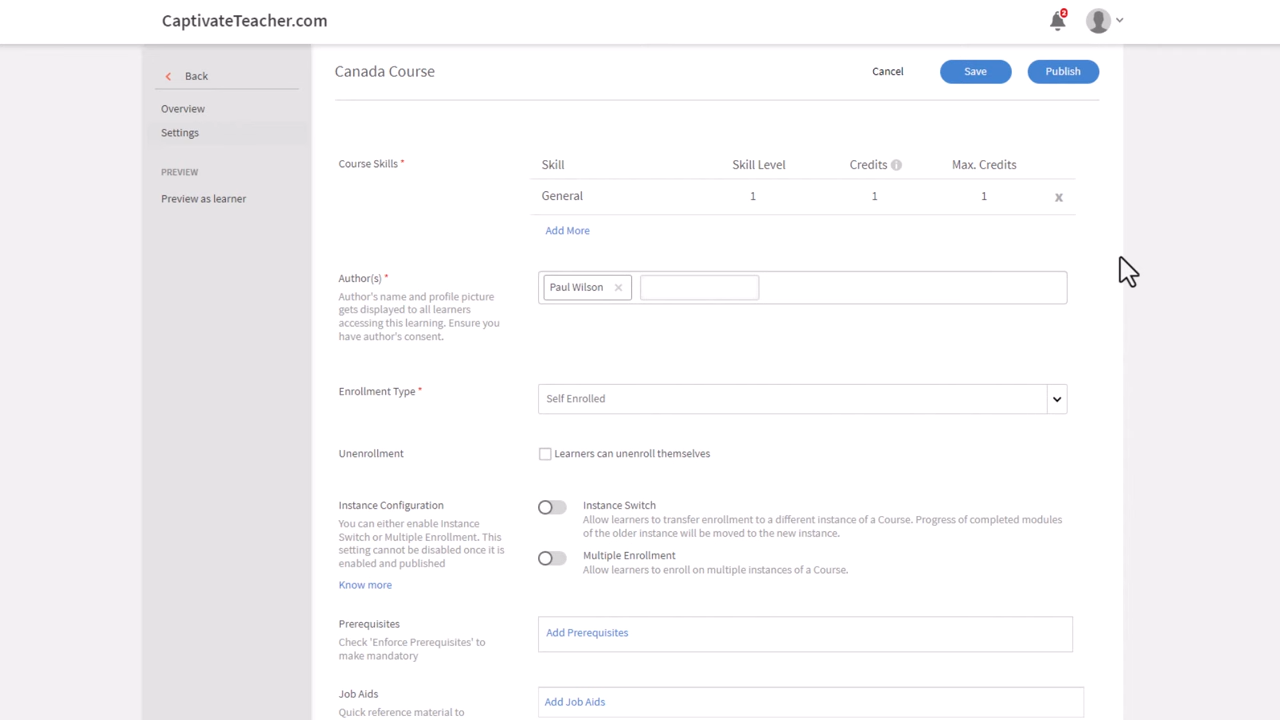 CaptivateTeacher.com
2
Back
Canada Course
Cancel
Save
Publish
Overview
Settings
PREVIEW
Preview as learner
Course Skills *
Skill
Skill Level
Credits
Max. Credits
General
1
1
1
x
Add More
Author(s) *
Author's name and profile picture
gets displayed to all learners
accessing this learning. Ensure you
have author's consent.
Paul Wilson
Enrollment Type *
Self Enrolled
Unenrollment
Learners can unenroll themselves
Instance Configuration
You can either enable Instance
Switch or Multiple Enrollment. This
setting cannot be disabled once it is
enabled and published
Know more
Instance Switch
Allow learners to transfer enrollment to a different instance of a Course. Progress of completed modules
of the older instance will be moved to the new instance.
Multiple Enrollment
Allow learners to enroll on multiple instances of a Course.
Prerequisites
Check 'Enforce Prerequisites' to
make mandatory
Add Prerequisites
Job Aids
Quick reference material to
Add Job Aids